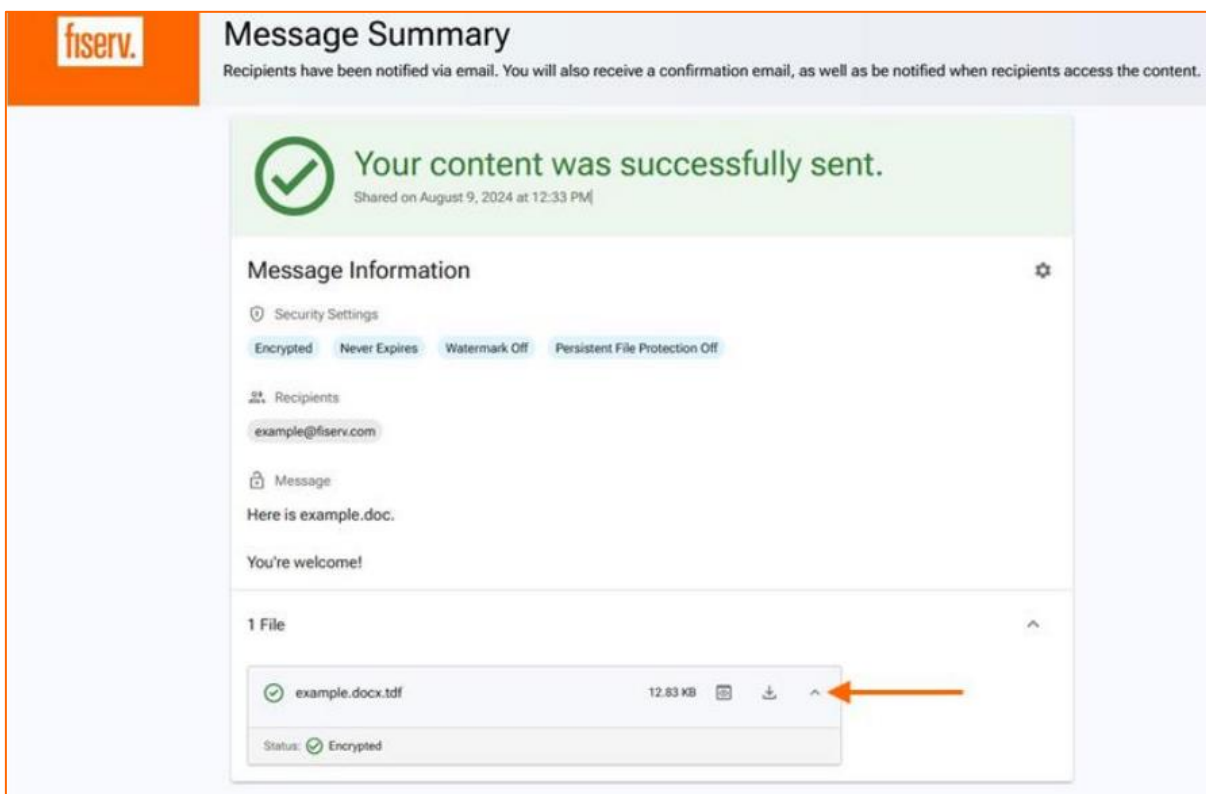 fiserv.
Message Summary
Recipients have been notified via email. You will also receive a confirmation email, as well as be notified when recipients access the content.
Your content was successfully sent.
Shared on August 9, 2024 at 12:33 PM
Message Information
Security Settings
Encrypted Never Expires Watermark Off Persistent File Protection Off
Recipients
example@fiserv.com
Message
Here is example.doc.
You're welcome!
1 File
example.docx.tdf 12.83 KB
Status: Encrypted